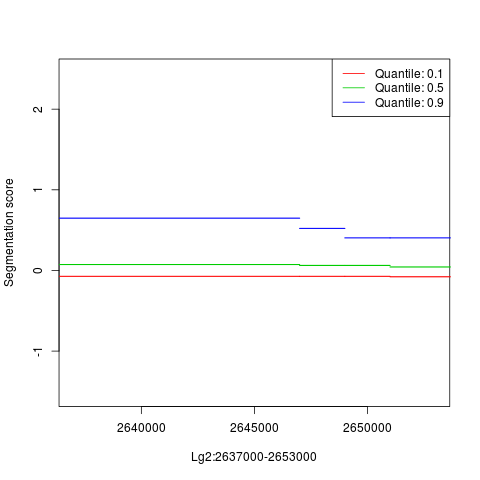 Quantile: 0.1
Quantile: 0.5
Quantile: 0.9
Segmentation score
2
1
0
-1
2640000 2645000 2650000
Lg2:2637000-2653000